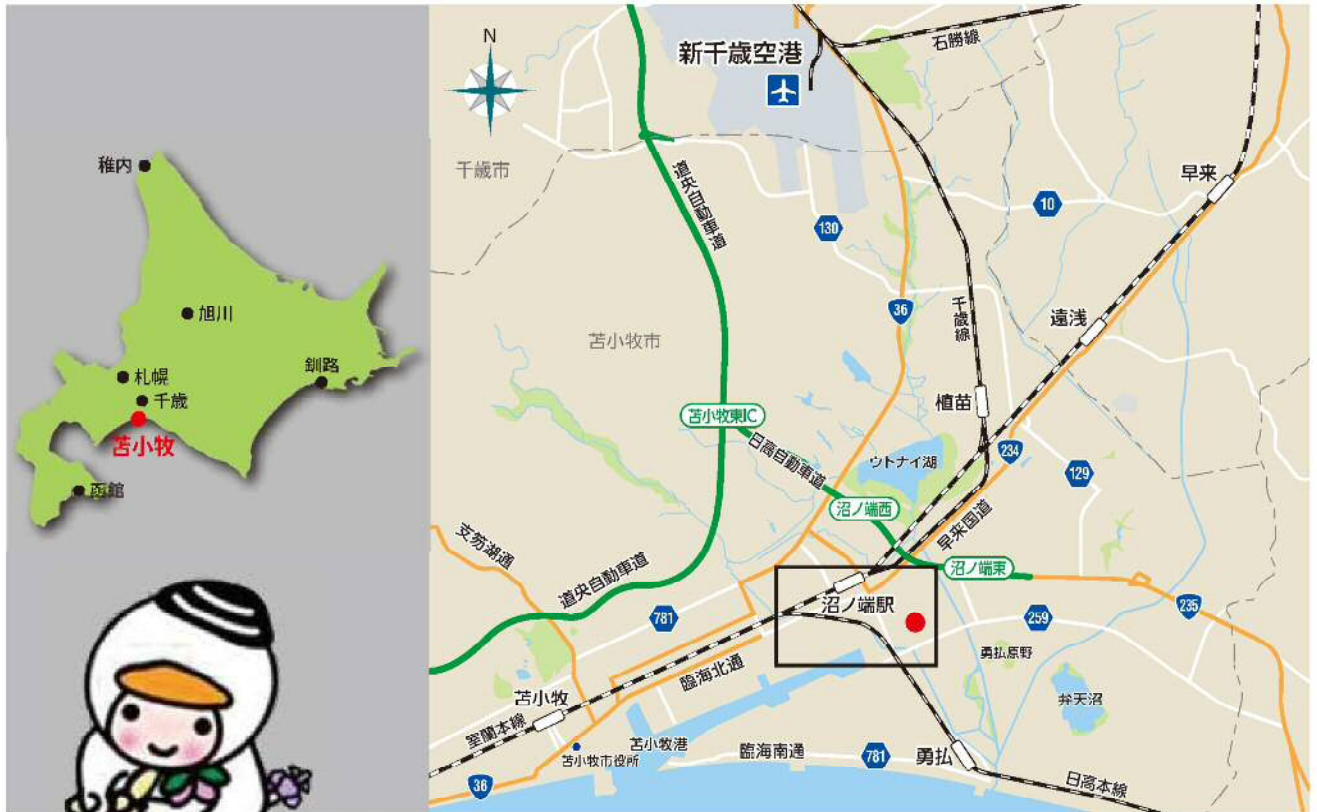 稚内
旭川
釧路
札幌
千歳
苫小牧
函館
N
新千歳空港
石勝線
千歳市
道央自動車道
130
10
早来
36
千歳線
遠浅
苫小牧市
植苗
苫小牧東IC
日高自動車道
ウトナイ湖
234
129
沼ノ端西
早来国道
支笏湖通
道央自動車道
沼ノ端東
沼ノ端駅
781
259
235
勇払原野
臨海北通
苫小牧
弁天沼
室蘭本線
苫小牧港
苫小牧市役所
臨海南通
781
勇払
36
日高本線